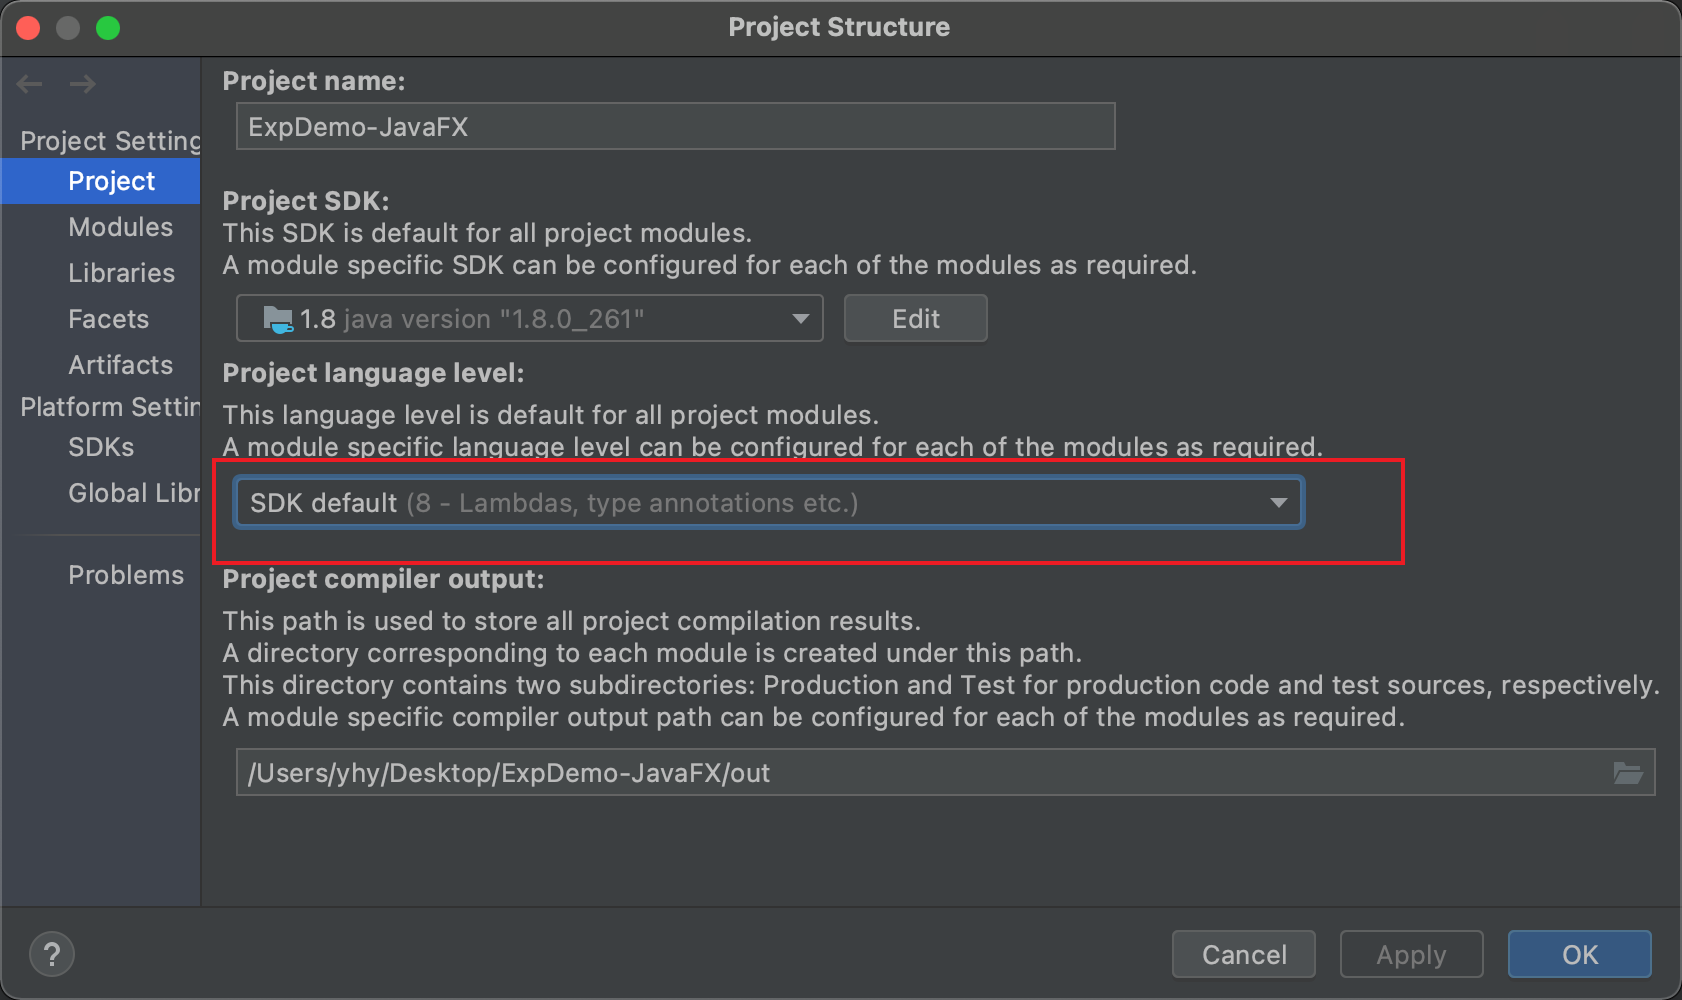 Project Structure
Project Setting
Project
Modules
Libraries
Facets
Artifacts
Platform Settin
SDKs
Global Libr
Problems
Project name:
ExpDemo-JavaFX
Project SDK:
This SDK is default for all project modules.
A module specific SDK can be configured for each of the modules as required.
1.8 java version "1.8.0_261"
Edit
Project language level:
This language level is default for all project modules.
A module specific language level can be configured for each of the modules as required.
SDK default (8 - Lambdas, type annotations etc.)
Project compiler output:
This path is used to store all project compilation results.
A directory corresponding to each module is created under this path.
This directory contains two subdirectories: Production and Test for production code and test sources, respectively.
A module specific compiler output path can be configured for each of the modules as required.
/Users/yhy/Desktop/ExpDemo-JavaFX/out
?
Cancel
Apply
OK